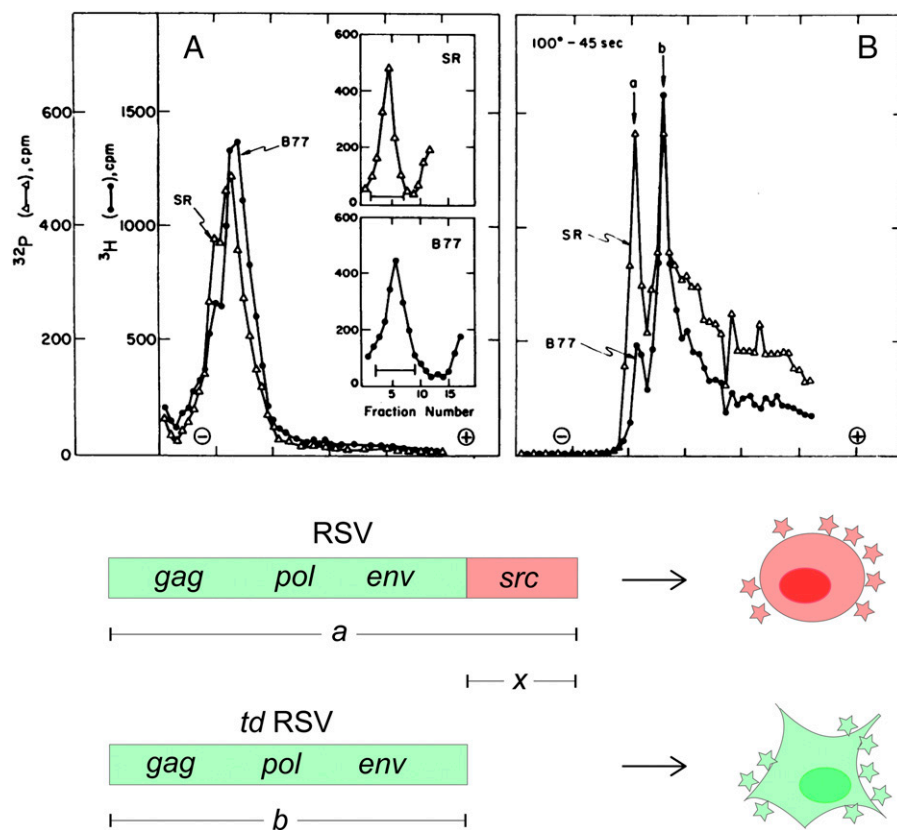 A
³²P (△—△), cpm
³H (●—●), cpm
600
400
200
0
1500
1000
500
B77
SR
600
400
200
0
SR
600
400
200
0
B77
5 10 15
Fraction Number
⊖
⊕
B
100° – 45 sec
a
b
SR
B77
⊖
⊕
RSV
gag pol env src
a
x
td RSV
gag pol env
b